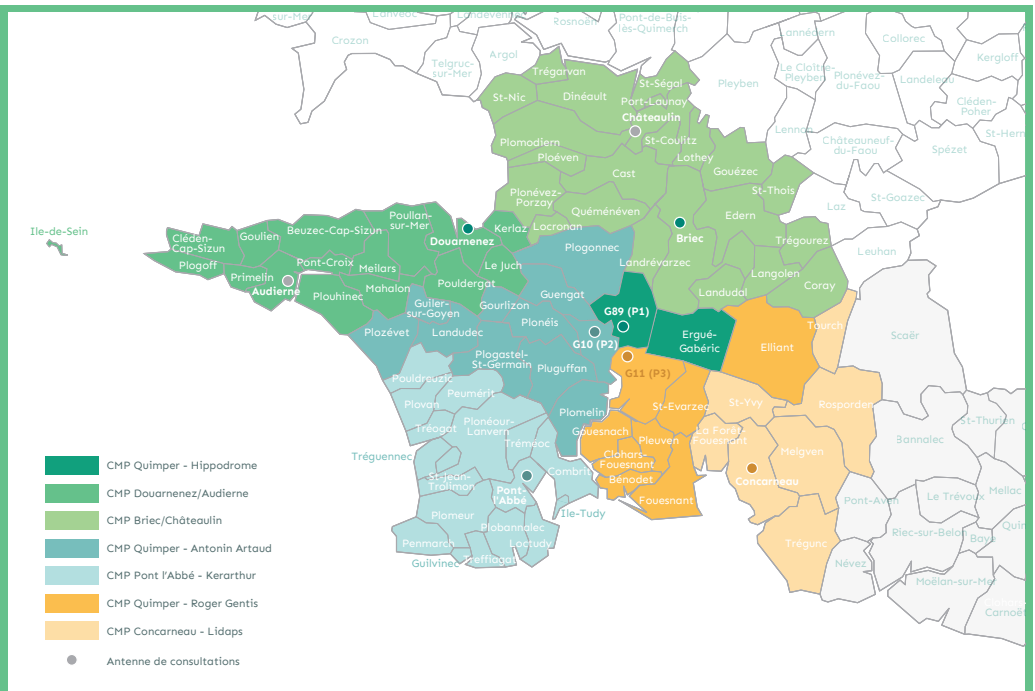 sur-Mer
Lanvéoc
Landévennec
Rosnoën
Pont-de-Buis-
lès-Quimerch
Lannédern
Collorec
Crozon
Argol
Telgruc-
sur-Mer
Kergloff
Le Cloître-
Pleyben
Plonévez-
du-Faou
Landeleau
Pleyben
Trégarvan
St-Ségal
St-Nic
Dinéault
Port-Launay
Cléden-
Poher
Châteaulin
Lennon
St-Hern
Plomodiern
St-Coulitz
Châteauneuf-
du-Faou
Spézet
Ploéven
Lothey
Cast
Gouézec
St-Thois
St-Goazec
Plonévez-
Porzay
Laz
Quéménéven
Edern
Poullan-
sur-Mer
Locronan
Kerlaz
Beuzec-Cap-Sizun
Goulien
Ile-de-Sein
Cléden-
Cap-Sizun
Douarnenez
Briec
Trégourez
Plogonnec
Leuhan
Plogoff
Pont-Croix
Meilars
Le Juch
Landrévarzec
Primelin
Langolen
Audierne
Mahalon
Pouldergat
Coray
Plouhinec
Guengat
Landudal
Guiler-
sur-Goyen
Gourlizon
G89 (P1)
Plozévet
Landudec
Plonéis
Tourch
Scaër
G10 (P2)
Ergué-
Gabéric
Elliant
Plogastel-
St-Germain
Pluguffan
G11 (P3)
Pouldreuzic
Peumérit
Plovan
St-Evarzec
St-Yvy
Rosporden
Plomelin
Plonéour-
Lanvern
Tréogat
Gouesnach
La Forêt-
Fouesnant
St-Thurien
Tréméoc
Pleuven
Bannalec
Tréguennec
Clohars-
Fouesnant
Melgven
Combrit
St-Jean-
Trolimon
Bénodet
Concarneau
Pont-
l'Abbé
Fouesnant
Pont-Aven
Le Trévoux
Mellac
Ile-Tudy
Plomeur
Plobannalec
Riec-sur-Belon
Baye
Quim
Penmarch
Loctudy
Trégunc
Guilvinec
Treffiagat
Névez
Moëlan-sur-Mer
Carnoët
CMP Quimper - Hippodrome
CMP Douarnenez/Audierne
CMP Briec/Châteaulin
CMP Quimper - Antonin Artaud
CMP Pont l'Abbé - Kerarthur
CMP Quimper - Roger Gentis
CMP Concarneau - Lidaps
Antenne de consultations